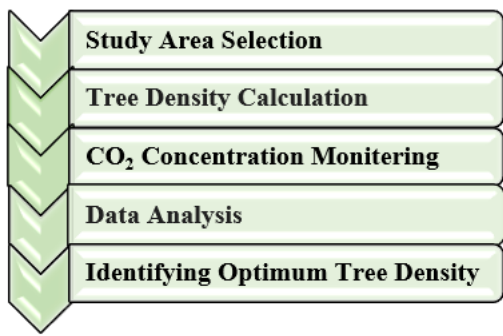 Study Area Selection
Tree Density Calculation
CO₂ Concentration Monitering
Data Analysis
Identifying Optimum Tree Density